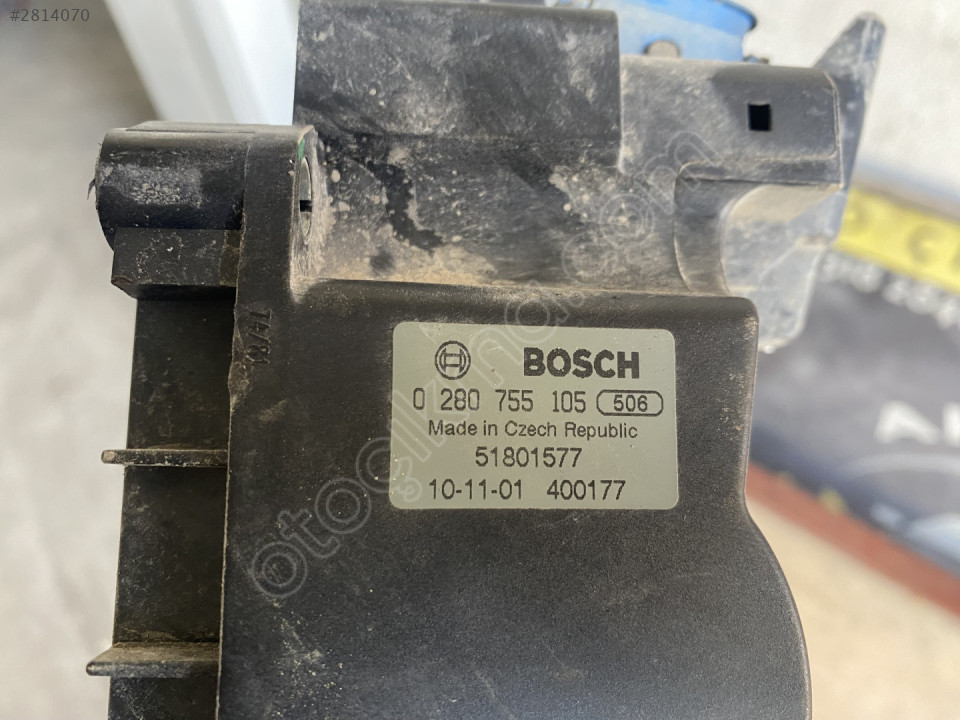 #2814070
BOSCH
0 280 755 105 506
Made in Czech Republic
51801577
10-11-01 400177